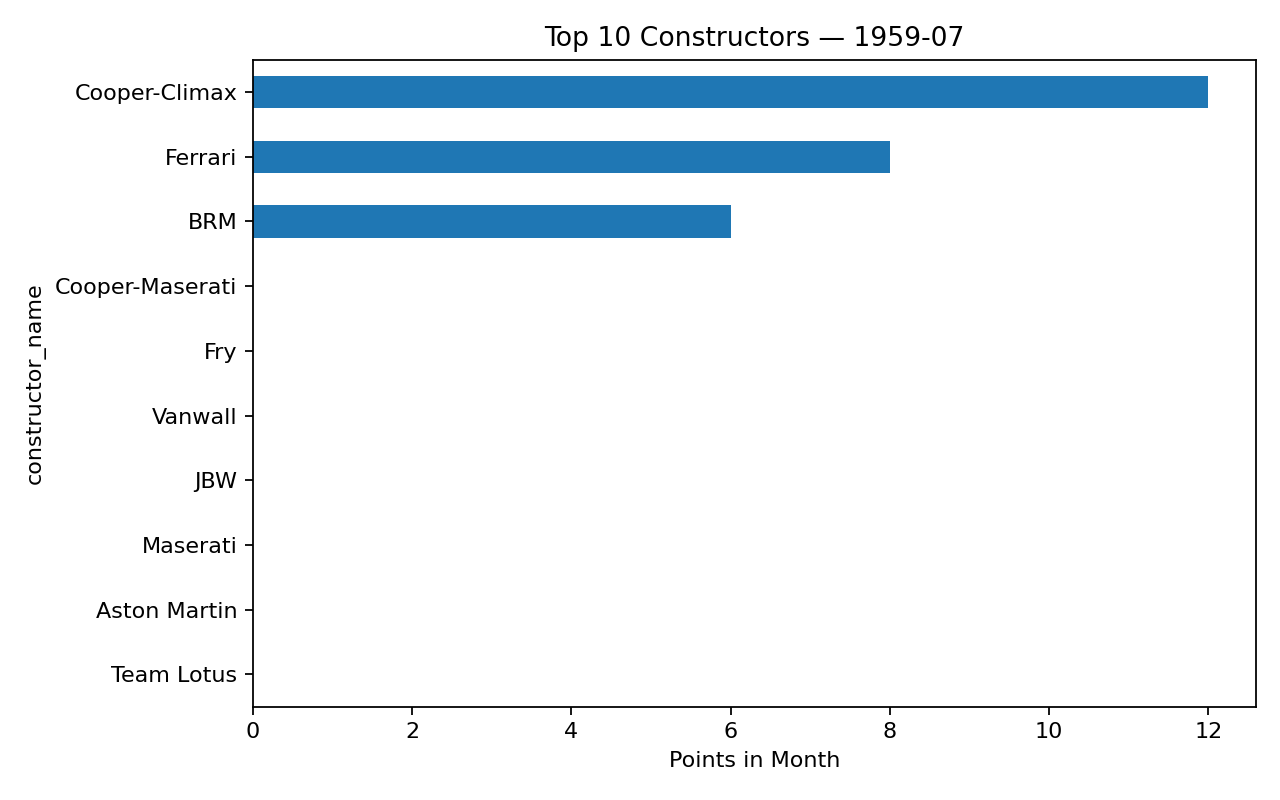 Top 10 Constructors — 1959-07
Cooper-Climax
Ferrari
BRM
Cooper-Maserati
Fry
Vanwall
JBW
Maserati
Aston Martin
Team Lotus
constructor_name
0 2 4 6 8 10 12
Points in Month